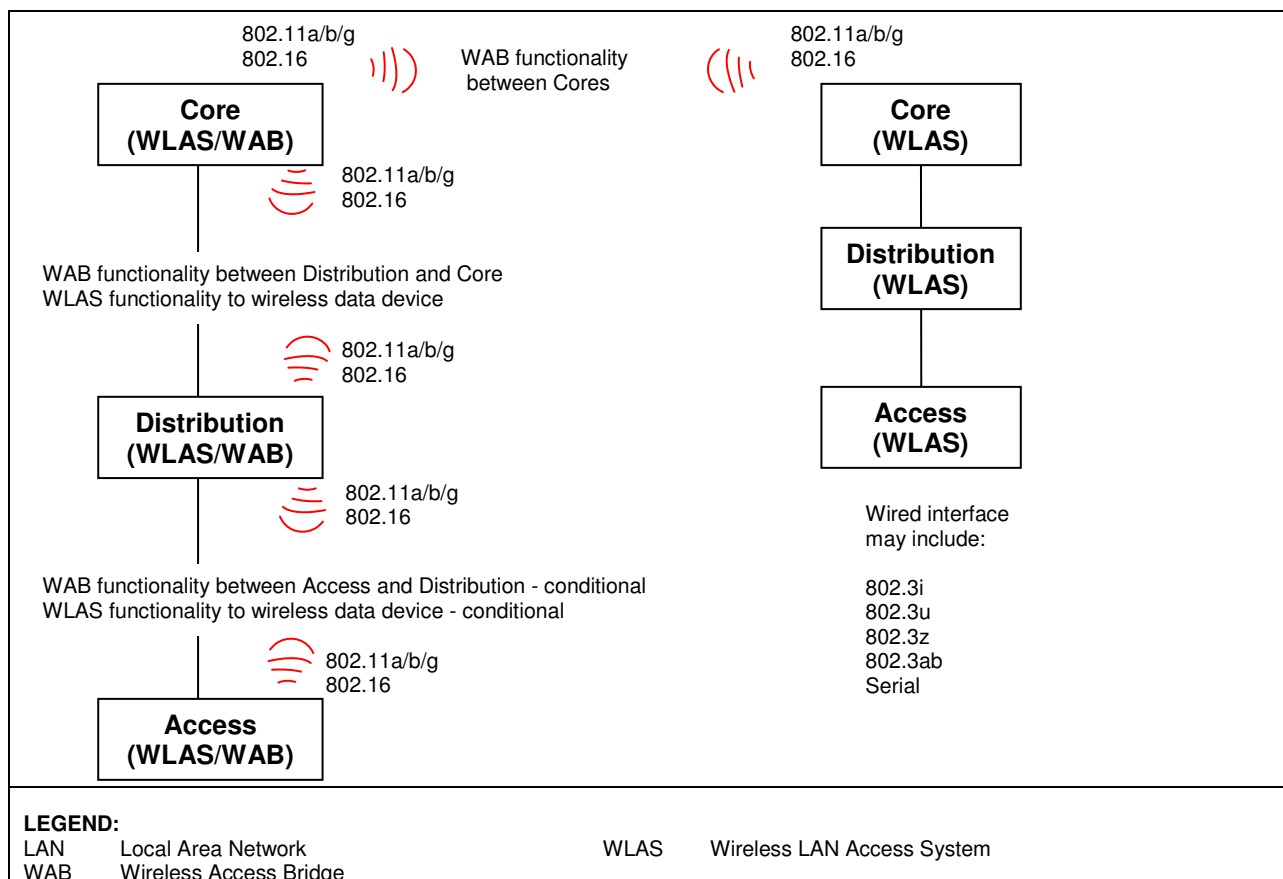 802.11a/b/g
802.16
WAB functionality
between Cores
802.11a/b/g
802.16
Core
(WLAS/WAB)
Core
(WLAS)
802.11a/b/g
802.16
Distribution
(WLAS)
WAB functionality between Distribution and Core
WLAS functionality to wireless data device
802.11a/b/g
802.16
Distribution
(WLAS/WAB)
Access
(WLAS)
802.11a/b/g
802.16
Wired interface
may include:
802.3i
802.3u
802.3z
802.3ab
Serial
WAB functionality between Access and Distribution - conditional
WLAS functionality to wireless data device - conditional
802.11a/b/g
802.16
Access
(WLAS/WAB)
LEGEND:
LAN Local Area Network
WAB Wireless Access Bridge
WLAS Wireless LAN Access System